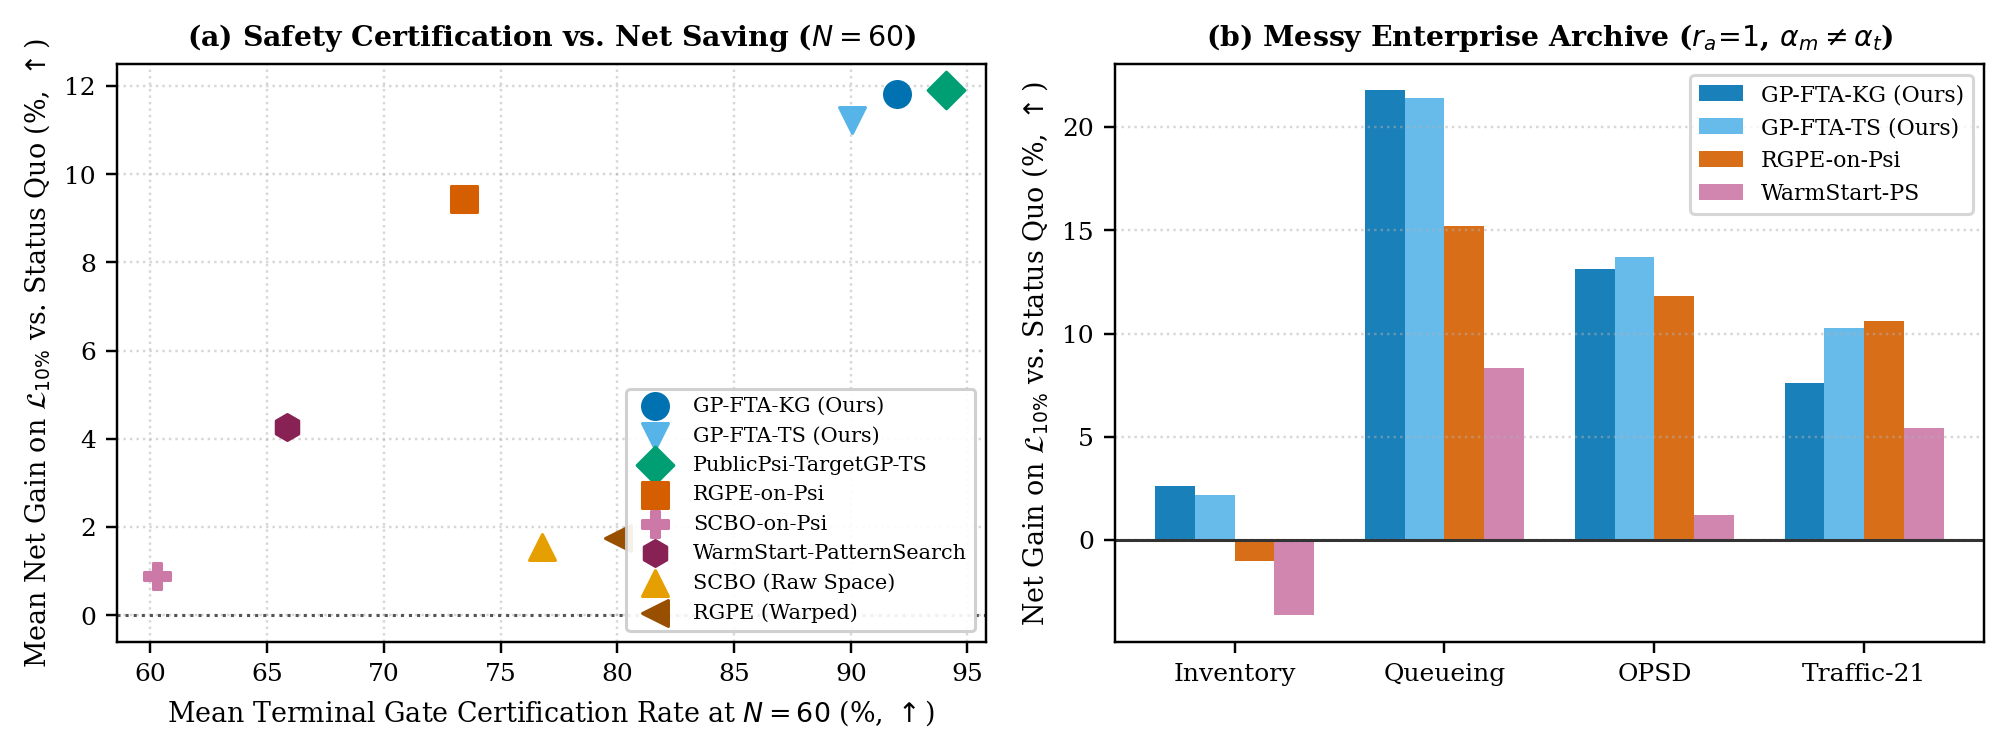 (a) Safety Certification vs. Net Saving (N = 60)
Mean Net Gain on ℒ₁₀% vs. Status Quo (%, ↑)
12
10
8
6
4
2
0
GP-FTA-KG (Ours)
GP-FTA-TS (Ours)
PublicPsi-TargetGP-TS
RGPE-on-Psi
SCBO-on-Psi
WarmStart-PatternSearch
SCBO (Raw Space)
RGPE (Warped)
60 65 70 75 80 85 90 95
Mean Terminal Gate Certification Rate at N = 60 (%, ↑)
(b) Messy Enterprise Archive (rₐ=1, αₘ ≠ αₜ)
Net Gain on ℒ₁₀% vs. Status Quo (%, ↑)
20
15
10
5
0
GP-FTA-KG (Ours)
GP-FTA-TS (Ours)
RGPE-on-Psi
WarmStart-PS
Inventory Queueing OPSD Traffic-21